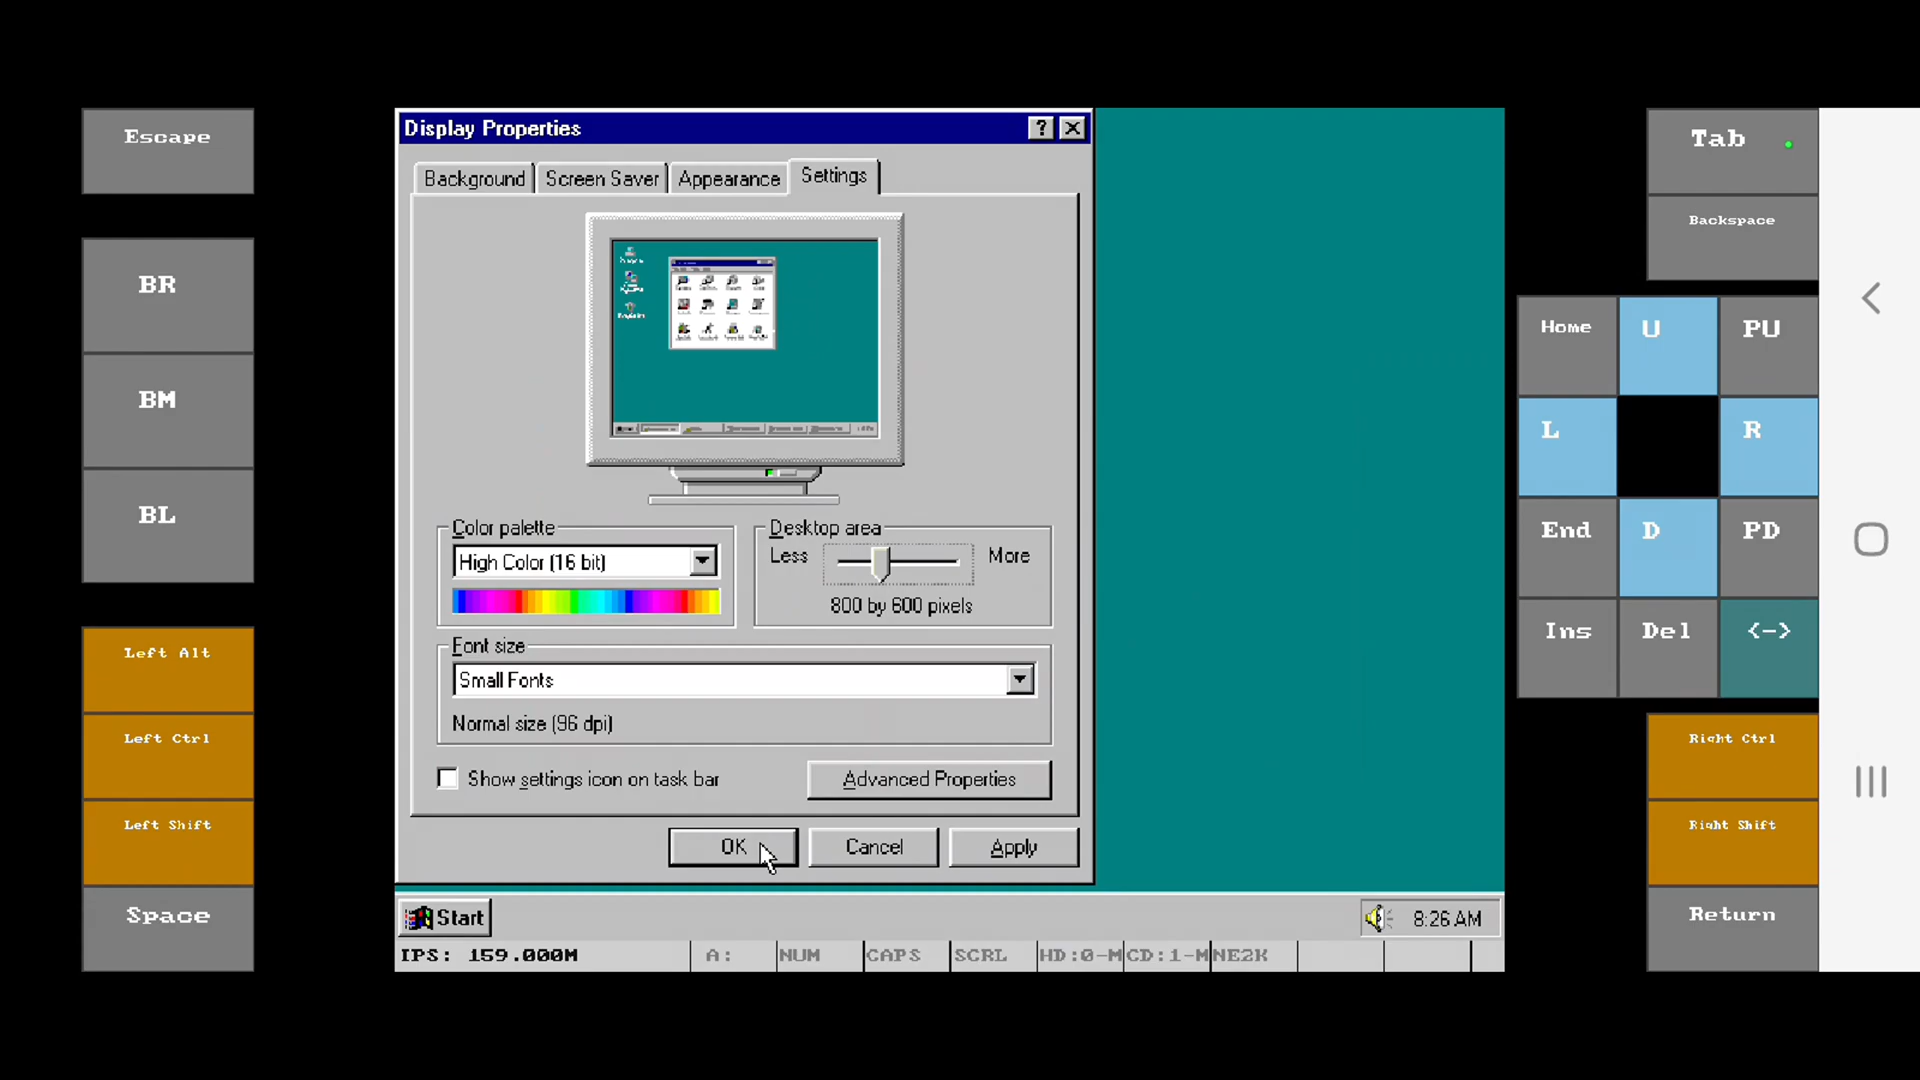 Display Properties
?
Background
Screen Saver
Appearance
Settings
Color palette
High Color (16 bit)
Desktop area
Less
More
800 by 600 pixels
Font size
Small Fonts
Normal size (96 dpi)
Show settings icon on task bar
Advanced Properties
OK
Cancel
Apply
Start
8:26 AM
IPS: 159.000M
A:
NUM
CAPS
SCRL
HD:0-M
CD:1-M
NE2K
Escape
BR
BM
BL
Left Alt
Left Ctrl
Left Shift
Space
Tab
Backspace
Home
U
PU
L
R
End
D
PD
Ins
Del
<->
Right Ctrl
Right Shift
Return